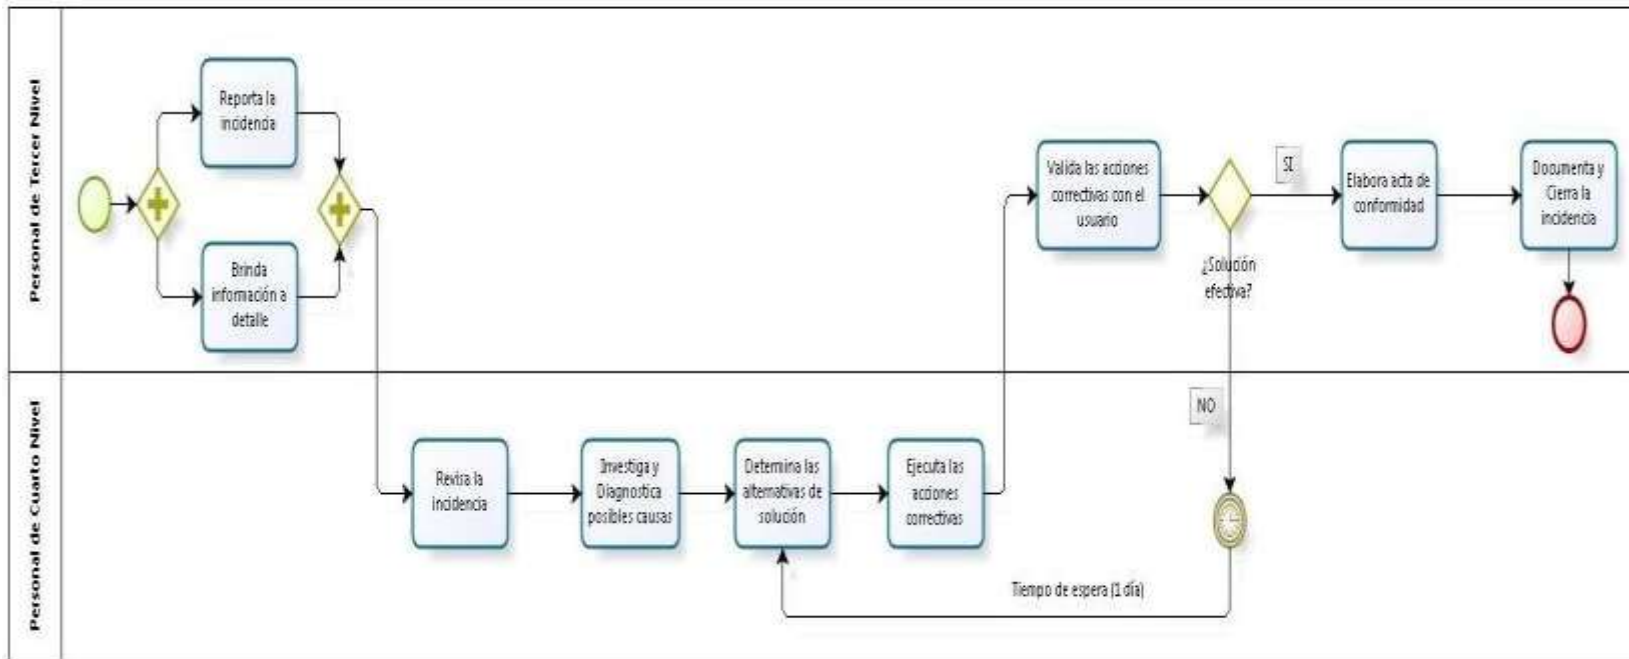 Personal de Tercer Nivel
Reporta la
incidencia
Brinda
información a
detalle
Valida las acciones
correctivas con el
usuario
¿Solución
efectiva?
SI
Elabora acta de
conformidad
Documenta y
Cierra la
incidencia
Personal de Cuarto Nivel
Revisa la
incidencia
Investiga y
Diagnostica
posibles causas
Determina las
alternativas de
solución
Ejecuta las
acciones
correctivas
NO
Tiempo de espera (1 día)